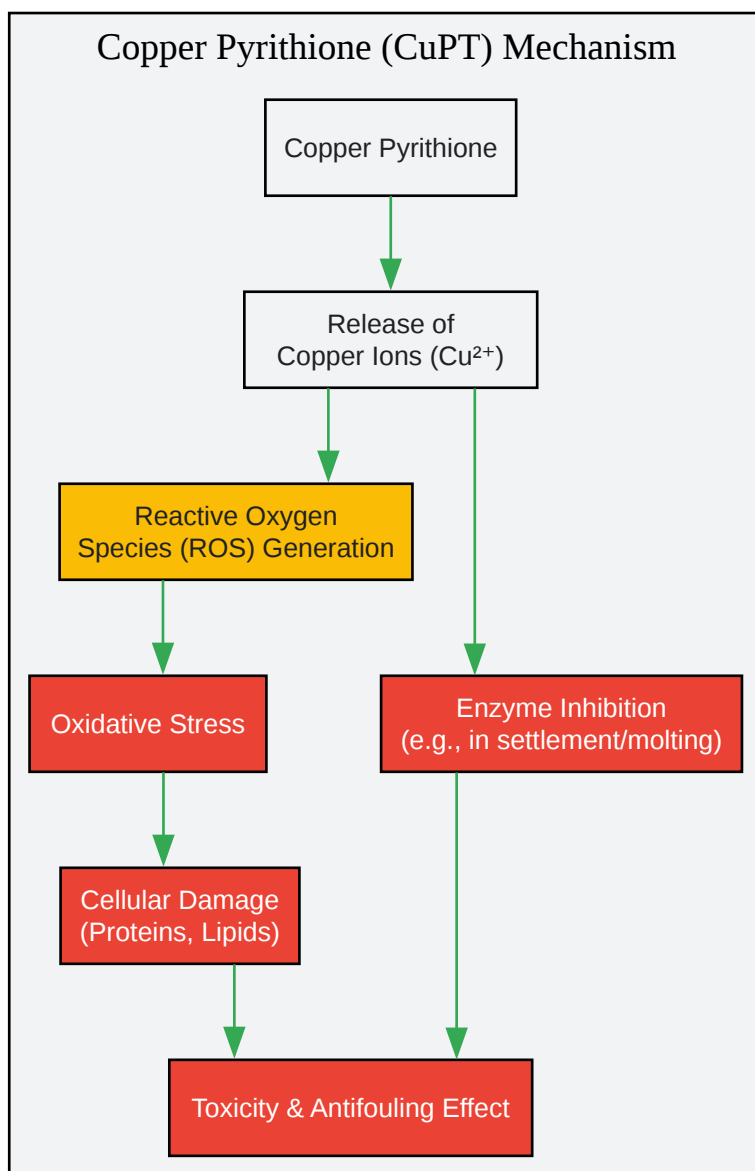 Copper Pyrithione (CuPT) Mechanism
Copper Pyrithione
Release of
Copper Ions (Cu²⁺)
Reactive Oxygen
Species (ROS) Generation
Oxidative Stress
Enzyme Inhibition
(e.g., in settlement/molting)
Cellular Damage
(Proteins, Lipids)
Toxicity & Antifouling Effect